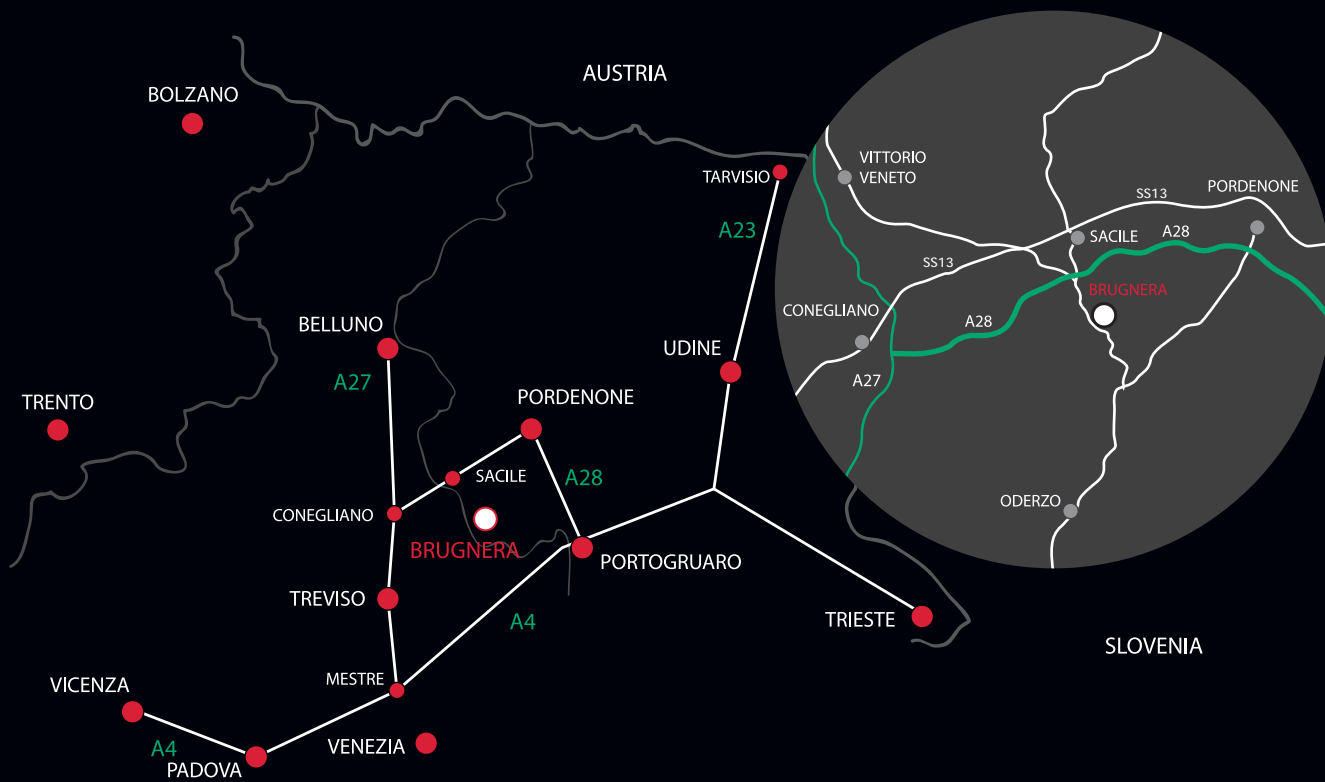 AUSTRIA
BOLZANO
TARVISIO
A23
BELLUNO
A27
UDINE
TRENTO
PORDENONE
SACILE
A28
CONEGLIANO
BRUGNERA
PORTOGRUARO
TREVISO
A4
TRIESTE
SLOVENIA
MESTRE
VICENZA
A4
VENEZIA
PADOVA
VITTORIO
VENETO
PORDENONE
SS13
SACILE
A28
SS13
BRUGNERA
CONEGLIANO
A28
A27
ODERZO